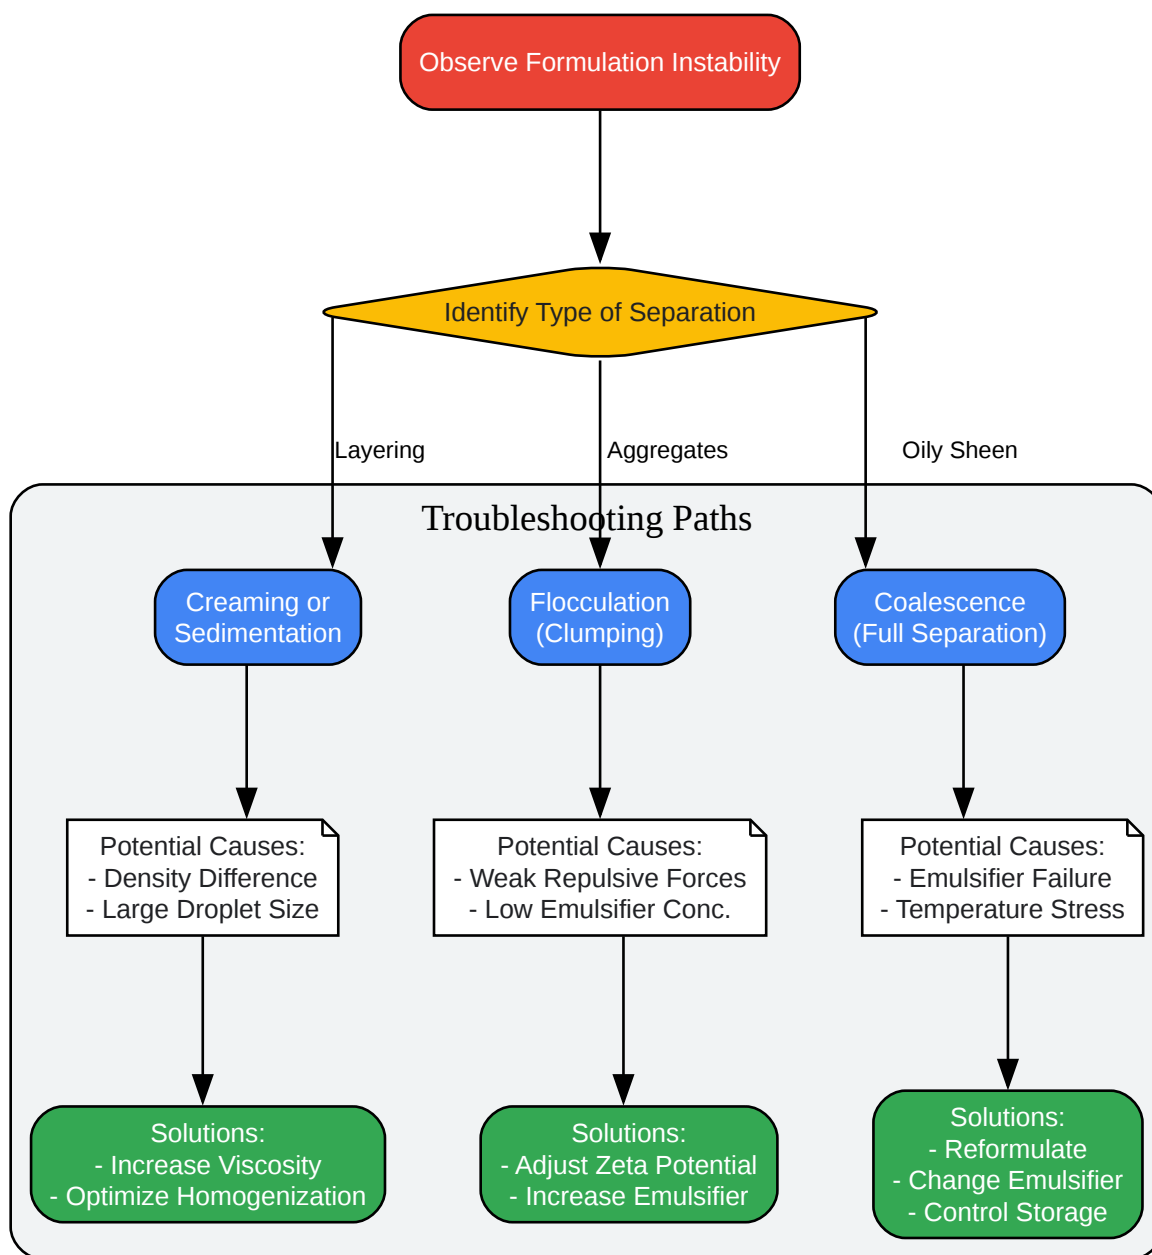 Observe Formulation Instability
Identify Type of Separation
Layering
Aggregates
Oily Sheen
Troubleshooting Paths
Creaming or
Sedimentation
Flocculation
(Clumping)
Coalescence
(Full Separation)
Potential Causes:
- Density Difference
- Large Droplet Size
Potential Causes:
- Weak Repulsive Forces
- Low Emulsifier Conc.
Potential Causes:
- Emulsifier Failure
- Temperature Stress
Solutions:
- Increase Viscosity
- Optimize Homogenization
Solutions:
- Adjust Zeta Potential
- Increase Emulsifier
Solutions:
- Reformulate
- Change Emulsifier
- Control Storage